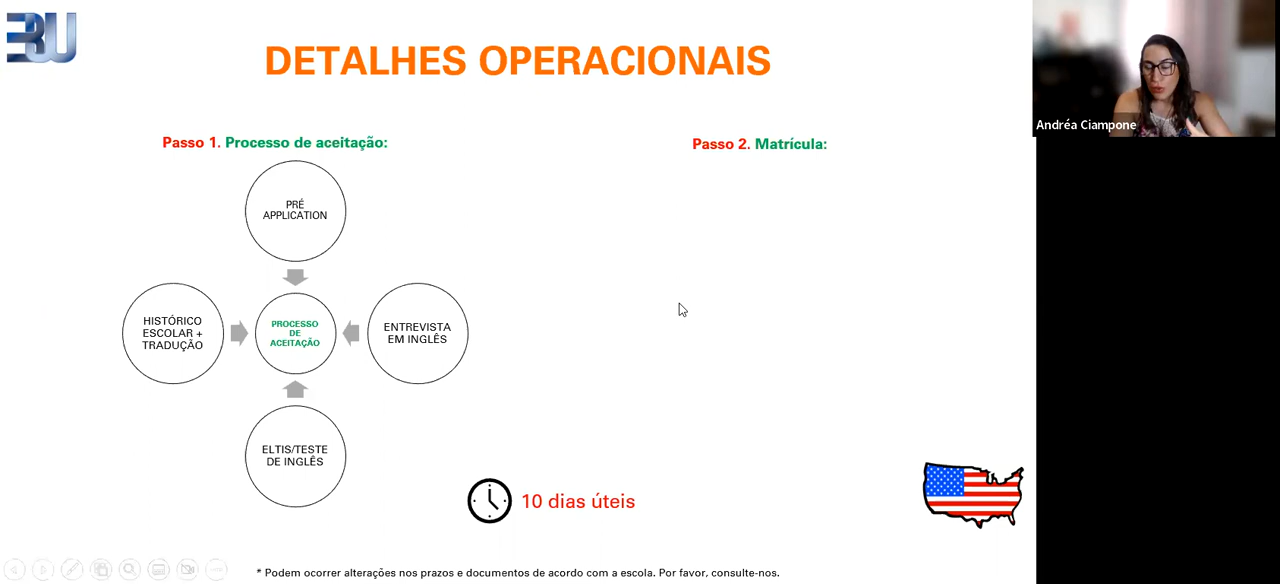 3U
DETALHES OPERACIONAIS
Andréa Ciampone
Passo 1. Processo de aceitação:
PRÉ
APPLICATION
HISTÓRICO
ESCOLAR +
TRADUÇÃO
PROCESSO
DE
ACEITAÇÃO
ENTREVISTA
EM INGLÊS
ELTIS/TESTE
DE INGLÊS
Passo 2. Matrícula:
10 dias úteis
* Podem ocorrer alterações nos prazos e documentos de acordo com a escola. Por favor, consulte-nos.